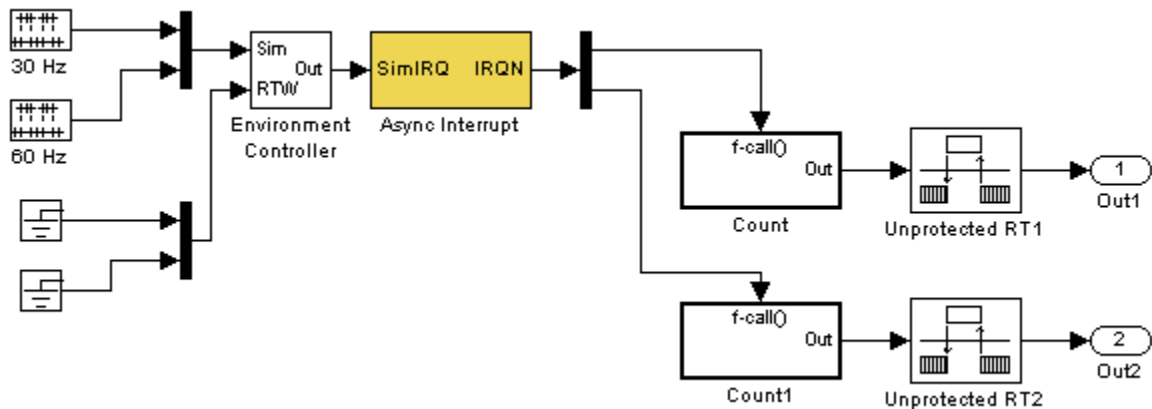 30 Hz
60 Hz
Sim
Out
RTW
Environment
Controller
SimIRQ IRQN
Async Interrupt
f-call()
Out
Count
Unprotected RT1
1
Out1
f-call()
Out
Count1
Unprotected RT2
2
Out2